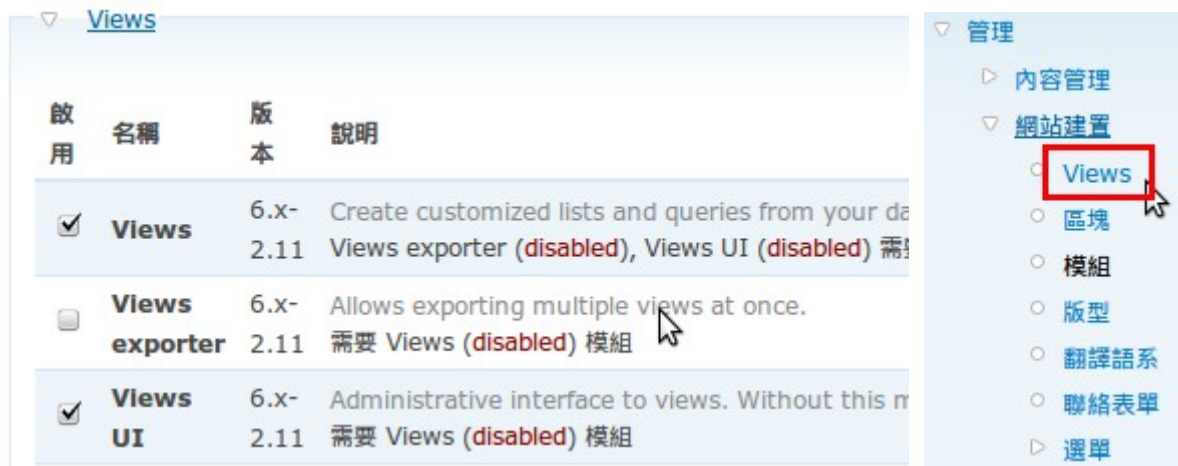 Views
啟用 名稱 版本 說明
Views 6.x-2.11 Create customized lists and queries from your da
Views exporter (disabled), Views UI (disabled) 需
Views exporter 6.x-2.11 Allows exporting multiple views at once.
需要 Views (disabled) 模組
Views UI 6.x-2.11 Administrative interface to views. Without this m
需要 Views (disabled) 模組
管理
內容管理
網站建置
Views
區塊
模組
版型
翻譯語系
聯絡表單
選單